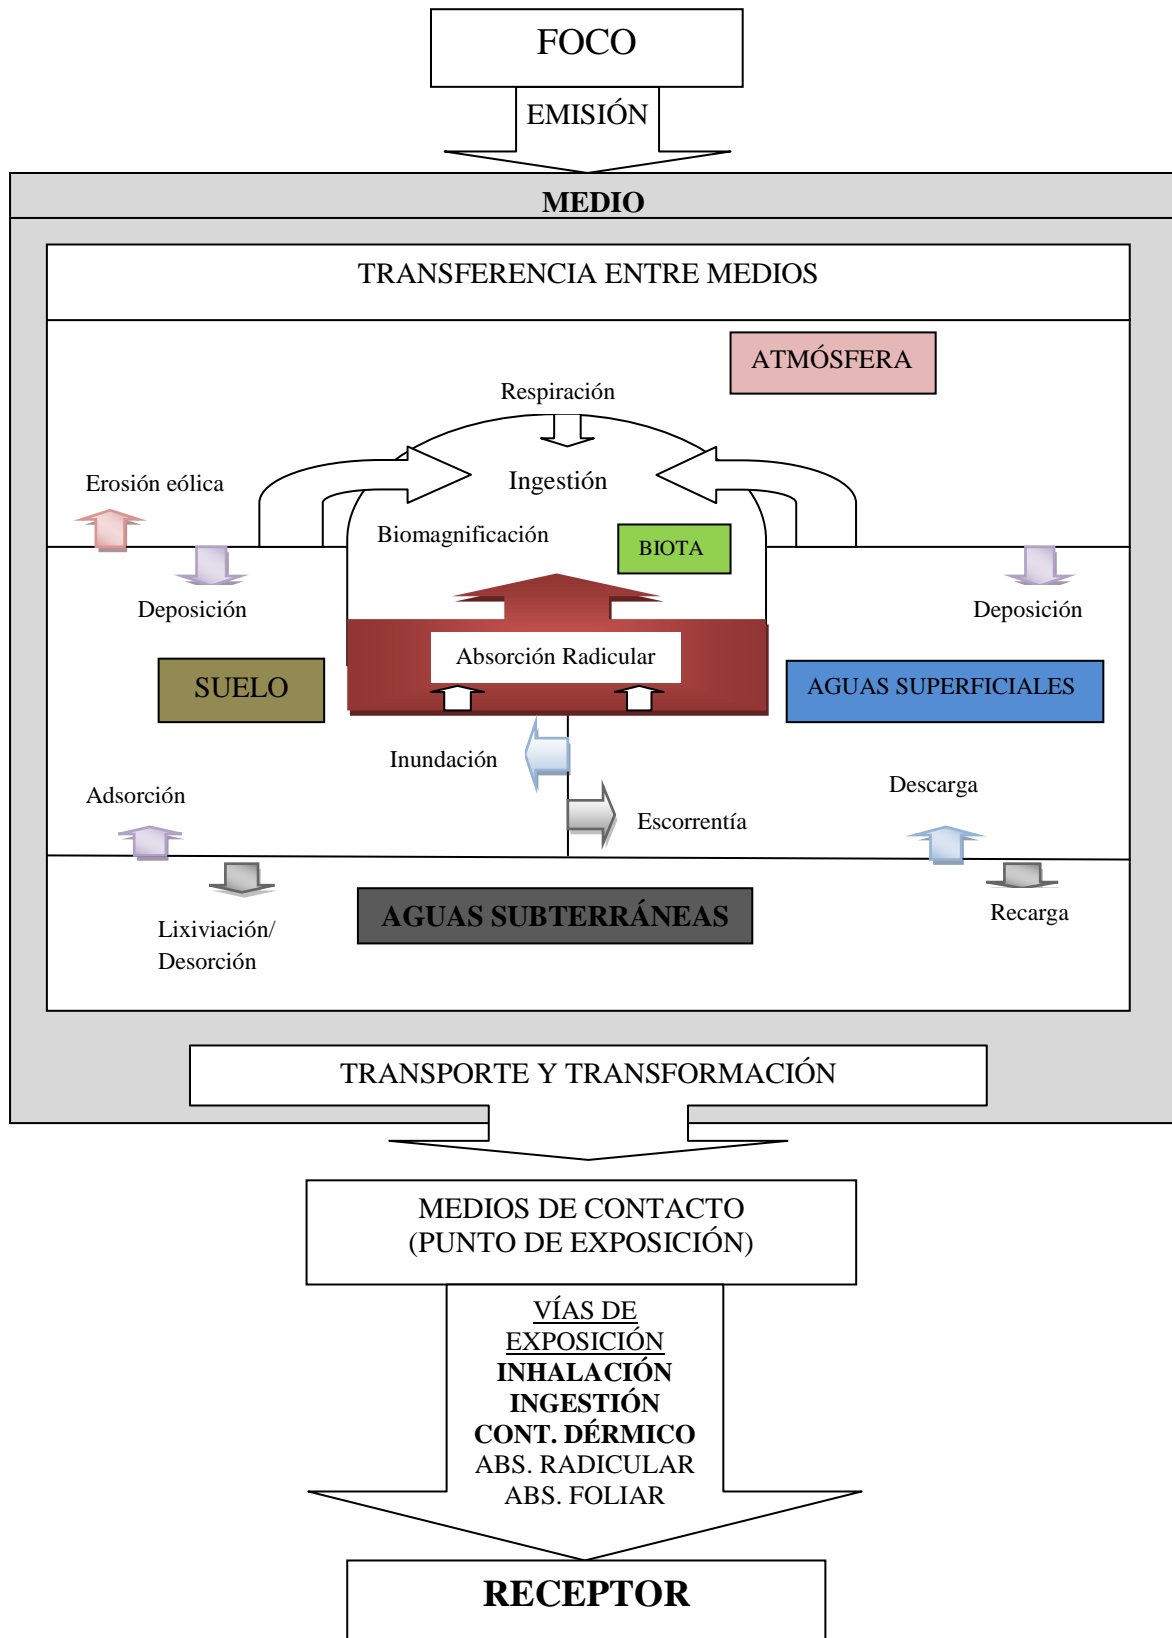 FOCO
EMISIÓN
MEDIO
TRANSFERENCIA ENTRE MEDIOS
ATMÓSFERA
Respiración
Erosión eólica
Ingestión
Biomagnificación
BIOTA
Deposición
Deposición
Absorción Radicular
SUELO
AGUAS SUPERFICIALES
Inundación
Adsorción
Descarga
Escorrentía
AGUAS SUBTERRÁNEAS
Recarga
Lixiviación/
Desorción
TRANSPORTE Y TRANSFORMACIÓN
MEDIOS DE CONTACTO
(PUNTO DE EXPOSICIÓN)
VÍAS DE
EXPOSICIÓN
INHALACIÓN
INGESTIÓN
CONT. DÉRMICO
ABS. RADICULAR
ABS. FOLIAR
RECEPTOR